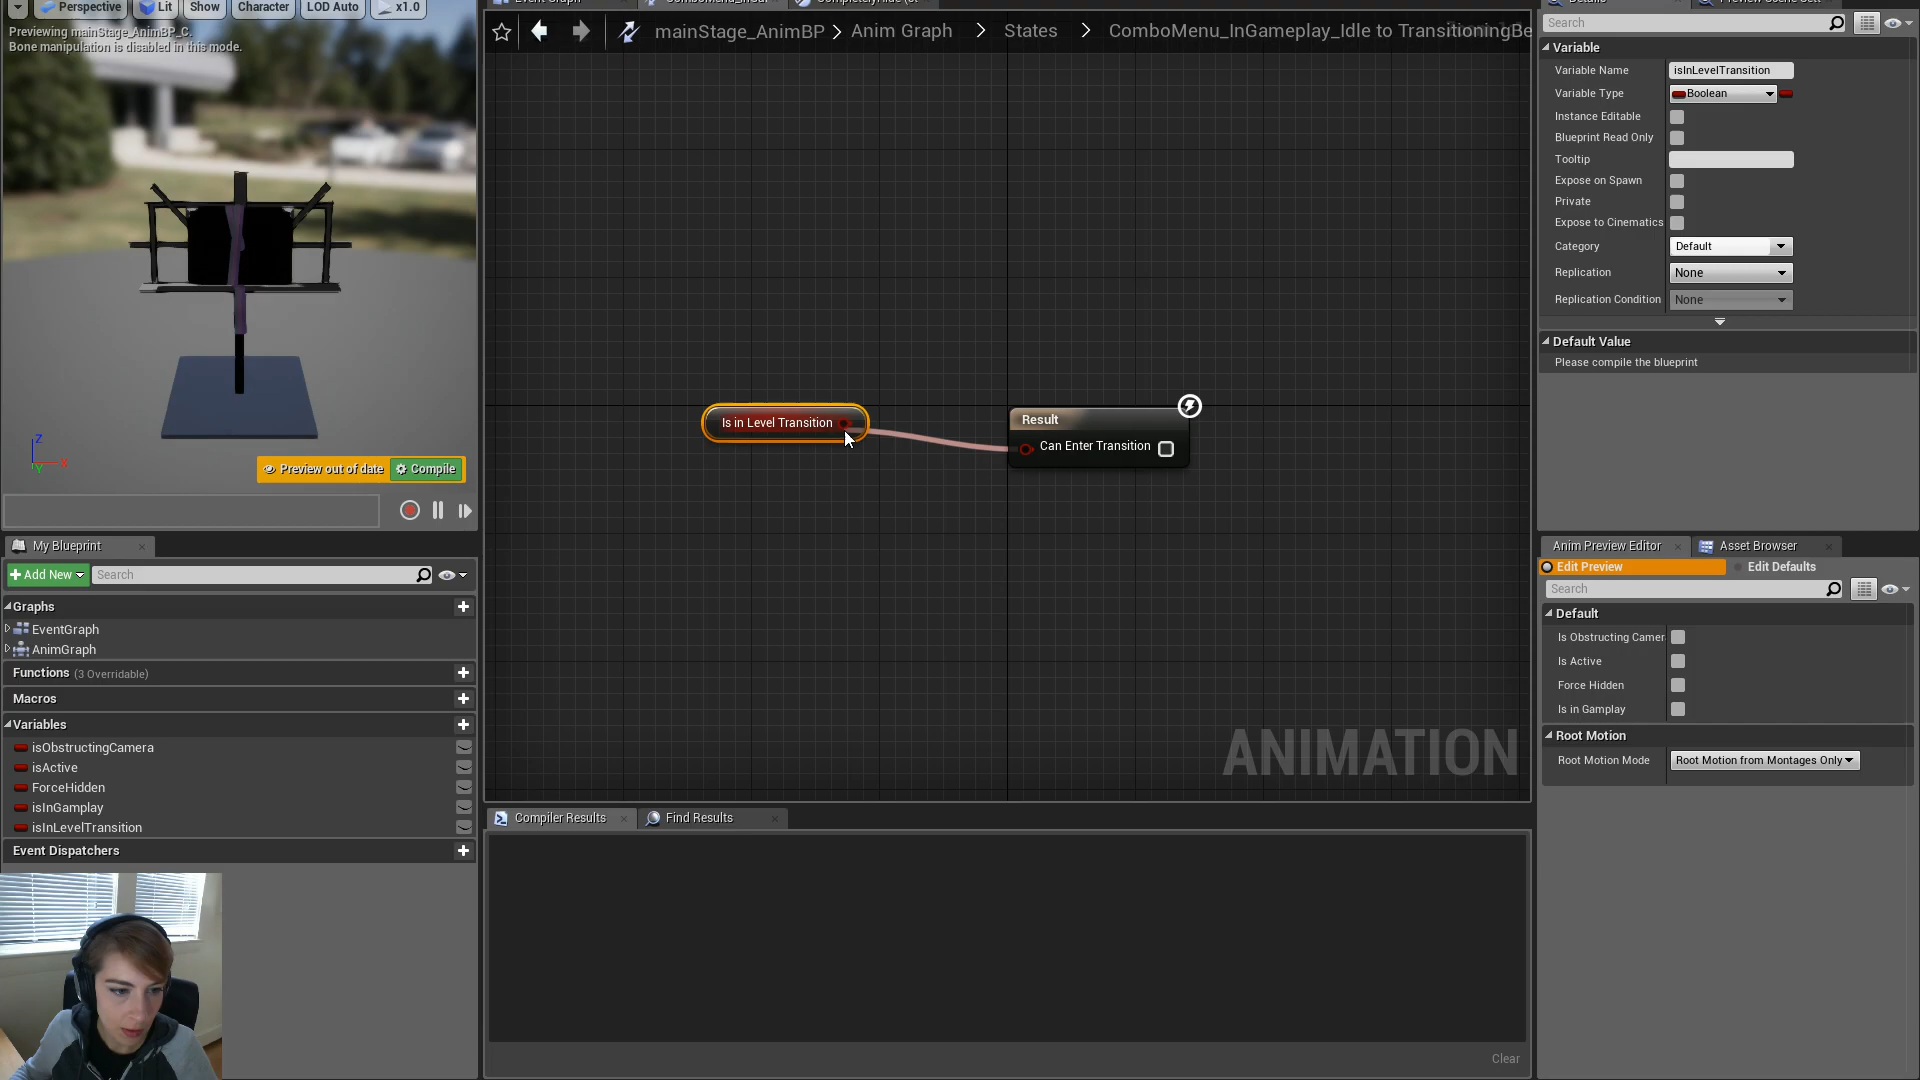 Perspective
Lit
Show
Character
LOD Auto
x1.0
Previewing mainStage_AnimBP_C.
Bone manipulation is disabled in this mode.
Z
X
Y
Preview out of date
Compile
My Blueprint
Add New
Search
Graphs
EventGraph
AnimGraph
Functions (3 Overridable)
Macros
Variables
isObstructingCamera
isActive
ForceHidden
isInGamplay
isInLevelTransition
Event Dispatchers
mainStage_AnimBP
Anim Graph
States
ComboMenu_InGameplay_Idle to TransitioningBe
Is in Level Transition
Result
Can Enter Transition
ANIMATION
Compiler Results
Find Results
Clear
Search
Variable
Variable Name
isInLevelTransition
Variable Type
Boolean
Instance Editable
Blueprint Read Only
Tooltip
Expose on Spawn
Private
Expose to Cinematics
Category
Default
Replication
None
Replication Condition
None
Default Value
Please compile the blueprint
Anim Preview Editor
Asset Browser
Edit Preview
Edit Defaults
Search
Default
Is Obstructing Camer
Is Active
Force Hidden
Is in Gamplay
Root Motion
Root Motion Mode
Root Motion from Montages Only